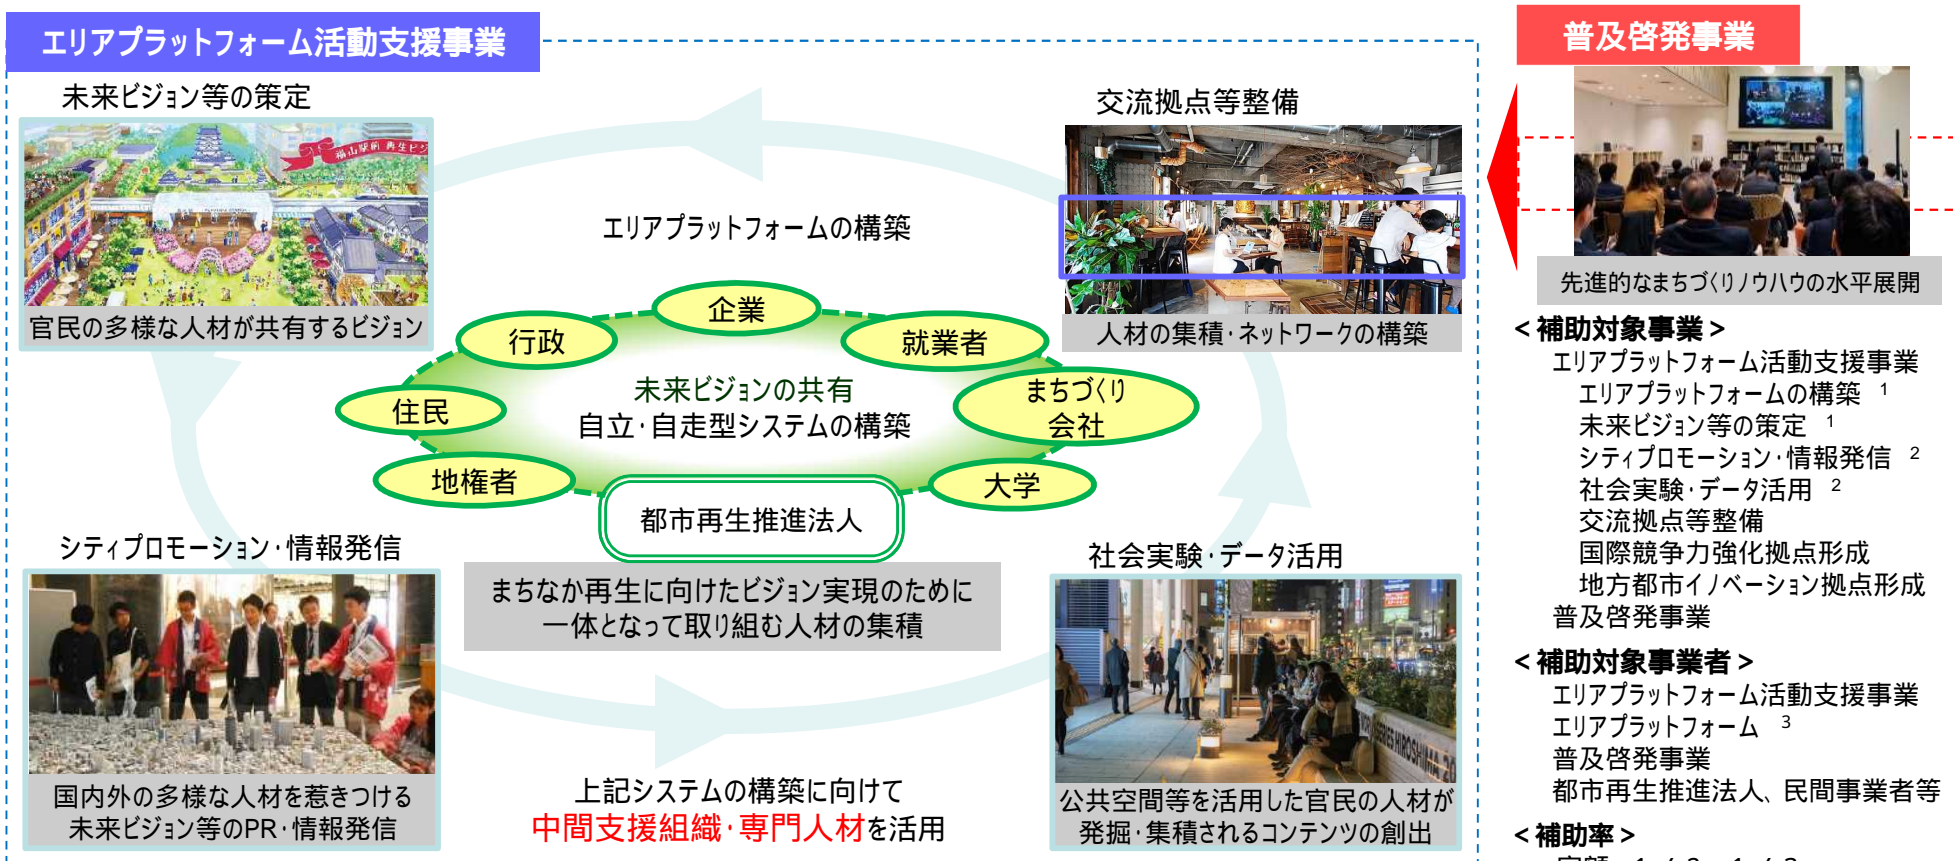 エリアプラットフォーム活動支援事業
未来ビジョン等の策定
福山駅前 再生ビジ
官民の多様な人材が共有するビジョン
エリアプラットフォームの構築
交流拠点等整備
人材の集積・ネットワークの構築
企業
行政
就業者
住民
まちづくり
会社
地権者
大学
未来ビジョンの共有
自立・自走型システムの構築
都市再生推進法人
まちなか再生に向けたビジョン実現のために
一体となって取り組む人材の集積
シティプロモーション・情報発信
国内外の多様な人材を惹きつける
未来ビジョン等のPR・情報発信
上記システムの構築に向けて
中間支援組織・専門人材を活用
社会実験・データ活用
HIROSHIMA 20
公共空間等を活用した官民の人材が
発掘・集積されるコンテンツの創出
普及啓発事業
先進的なまちづくりノウハウの水平展開
<補助対象事業>
エリアプラットフォーム活動支援事業
エリアプラットフォームの構築 1
未来ビジョン等の策定 1
シティプロモーション・情報発信 2
社会実験・データ活用 2
交流拠点等整備
国際競争力強化拠点形成
地方都市イノベーション拠点形成
普及啓発事業
<補助対象事業者>
エリアプラットフォーム活動支援事業
エリアプラットフォーム 3
普及啓発事業
都市再生推進法人、民間事業者等
<補助率>